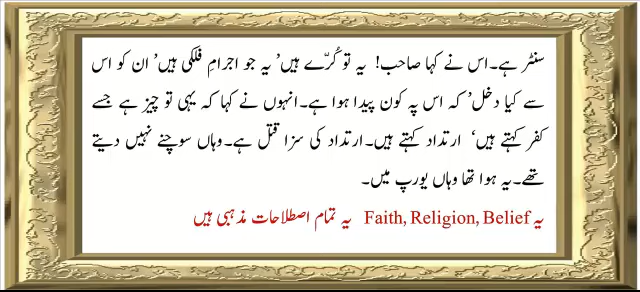 سنٹر ہے۔اس نے کہا صاحب! یہ تو کُرّے ہیں’ یہ جو اجرامِ فلکی ہیں’ ان کو اس
سے کیا دخل’ کہ اس پہ کون پیدا ہوا ہے۔انہوں نے کہا کہ یہی تو چیز ہے جسے
کفر کہتے ہیں‘ ارتداد کہتے ہیں۔ارتداد کی سزا قتل ہے۔وہاں سوچنے نہیں دیتے
تھے۔یہ ہوا تھا وہاں یورپ میں۔
یہ Faith, Religion, Belief یہ تمام اصطلاحات مذہبی ہیں